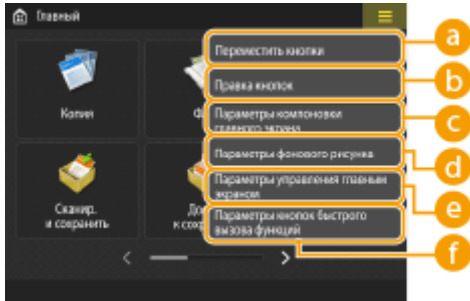 Главный
Переместить кнопки
Правка кнопок
Копия
Параметры компоновки
главного экрана
Параметры фонового рисунка
Параметры управления главным
экраном
Сканир.
и сохранить
Параметры кнопок быстрого
вызова функций
a
b
c
d
e
f